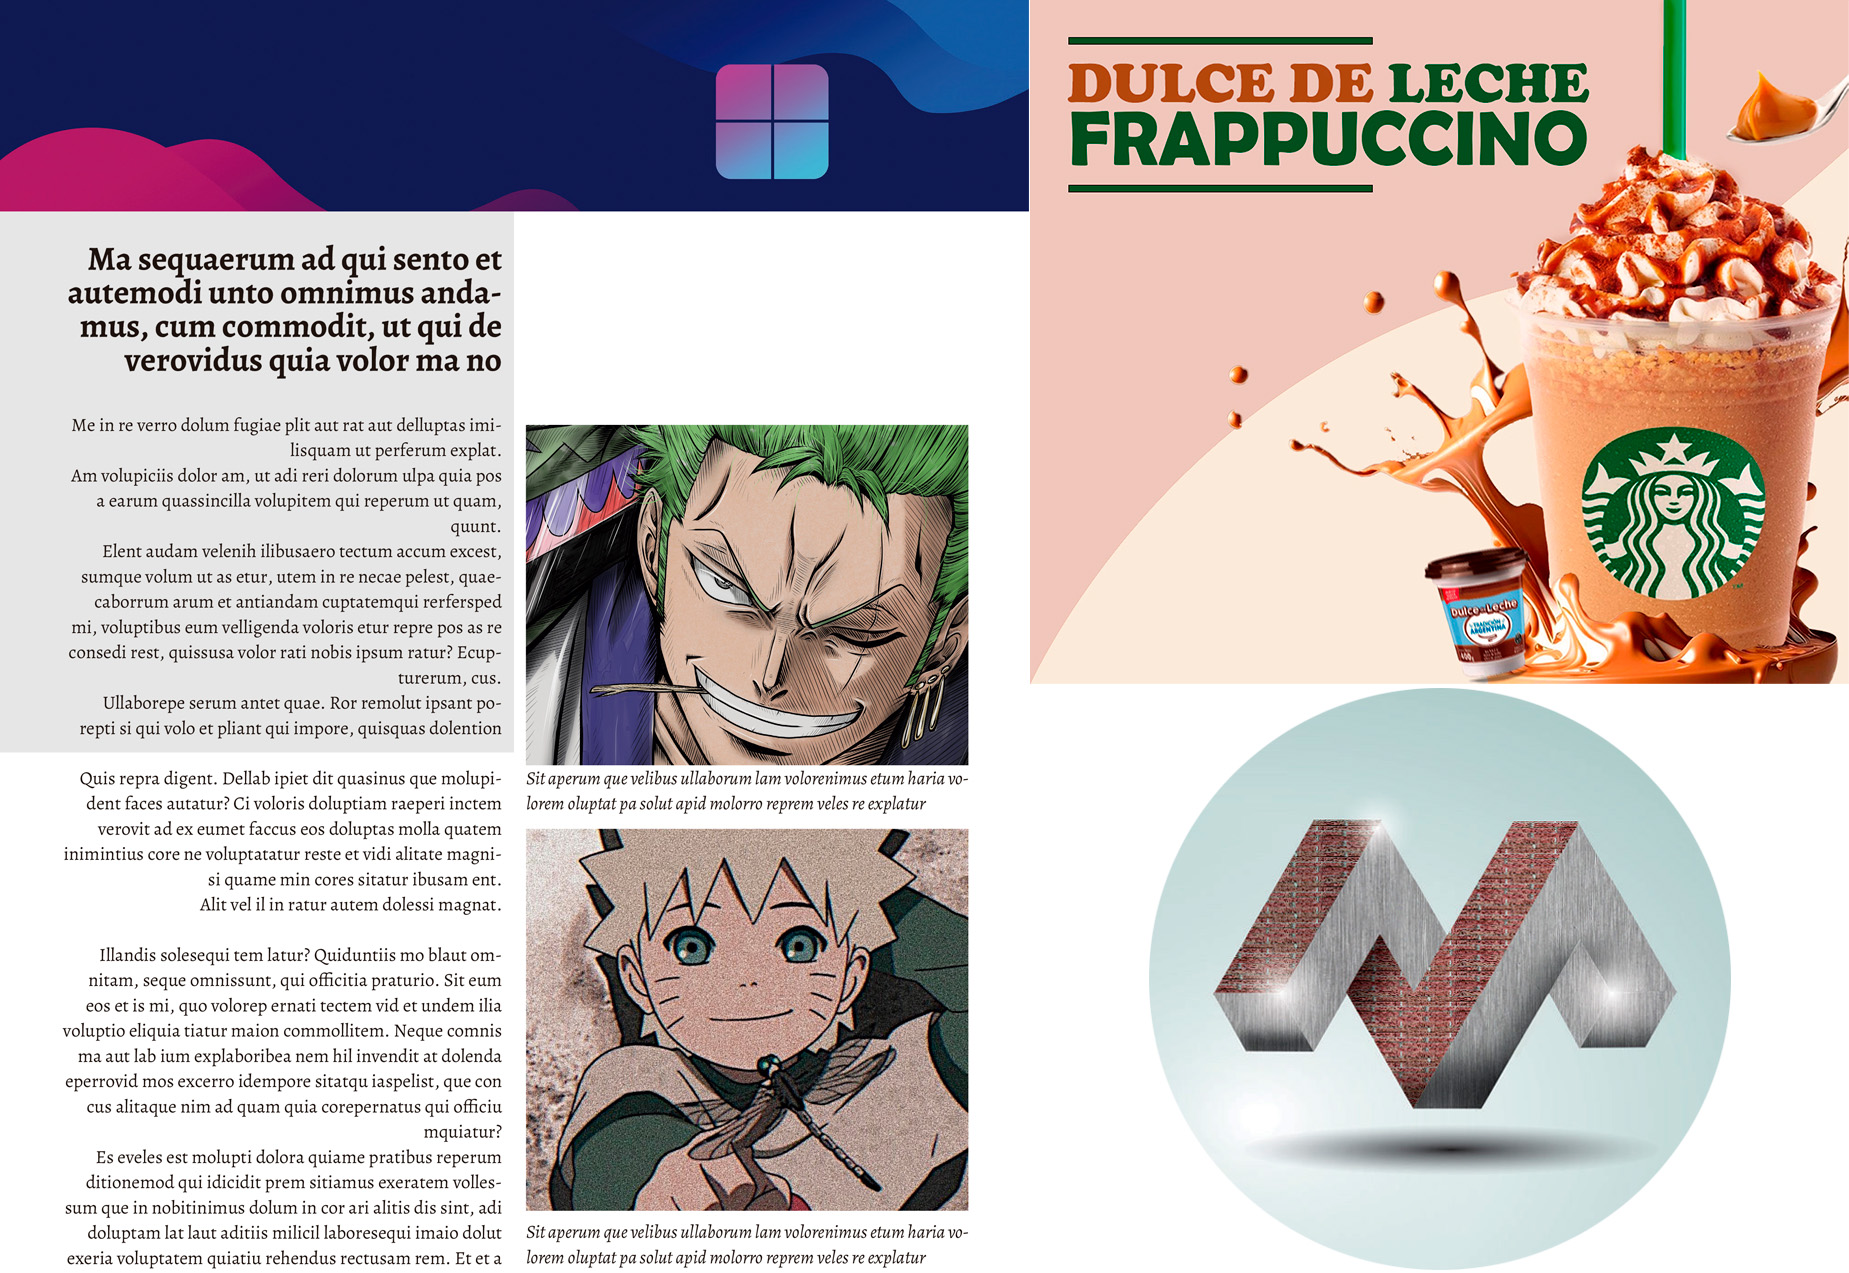 Ma sequaerum ad qui sento et
autemodi unto omnimus anda-
mus, cum commodit, ut qui de
verovidus quia volor ma no
Me in re verro dolum fugiae plit aut rat aut delluptas imi-
lisquam ut perferum explat.
Am volupiciis dolor am, ut adi reri dolorum ulpa quia pos
a earum quassincilla volupitem qui reperum ut quam,
quunt.
Elent audam velenih ilibusaero tectum accum excest,
sumque volum ut as etur, utem in re necae pelest, quae-
caborrum arum et antiandam cuptatemqui rerfersped
mi, voluptibus eum velligenda voloris etur repre pos as re
consedi rest, quissusa volor rati nobis ipsum ratur? Ecup-
turerum, cus.
Ullaborepe serum antet quae. Ror remolut ipsant po-
repti si qui volo et pliant qui impore, quisquas dolention
Quis repra digent. Dellab ipiet dit quasinus que molupi-
dent faces autatur? Ci voloris doluptiam raeperi inctem
verovit ad ex eumet faccus eos doluptas molla quatem
inimintius core ne voluptatatur reste et vidi alitate magni-
si quame min cores sitatur ibusam ent.
Alit vel il in ratur autem dolessi magnat.
Illandis solesequi tem latur? Quiduntiis mo blaut om-
nitam, seque omnissunt, qui officitia praturio. Sit eum
eos et is mi, quo volorep ernati tectem vid et undem ilia
voluptio eliquia tiatur maion commollitem. Neque comnis
ma aut lab ium explaboribea nem hil invendit at dolenda
eperrovid mos excerro idempore sitatqu iaspelist, que con
cus alitaque nim ad quam quia corepernatus qui officiu
mquiatur?
Es eveles est molupti dolora quiame pratibus reperum
ditionemod qui idicidit prem sitiamus exeratem volles-
sum que in nobitinimus dolum in cor ari alitis dis sint, adi
doluptam lat laut aditiis milicil laboresequi imaio dolut
exeria voluptatem quiatiu rehendus rectusam rem. Et et a
Sit aperum que velibus ullaborum lam volorenimus etum haria vo-
lorem oluptat pa solut apid molorro reprem veles re explatur
Sit aperum que velibus ullaborum lam volorenimus etum haria vo-
lorem oluptat pa solut apid molorro reprem veles re explatur
DULCE DE LECHE
FRAPPUCCINO
Dulce de Leche
TRADICIÓN
ARGENTINA
400g
TM